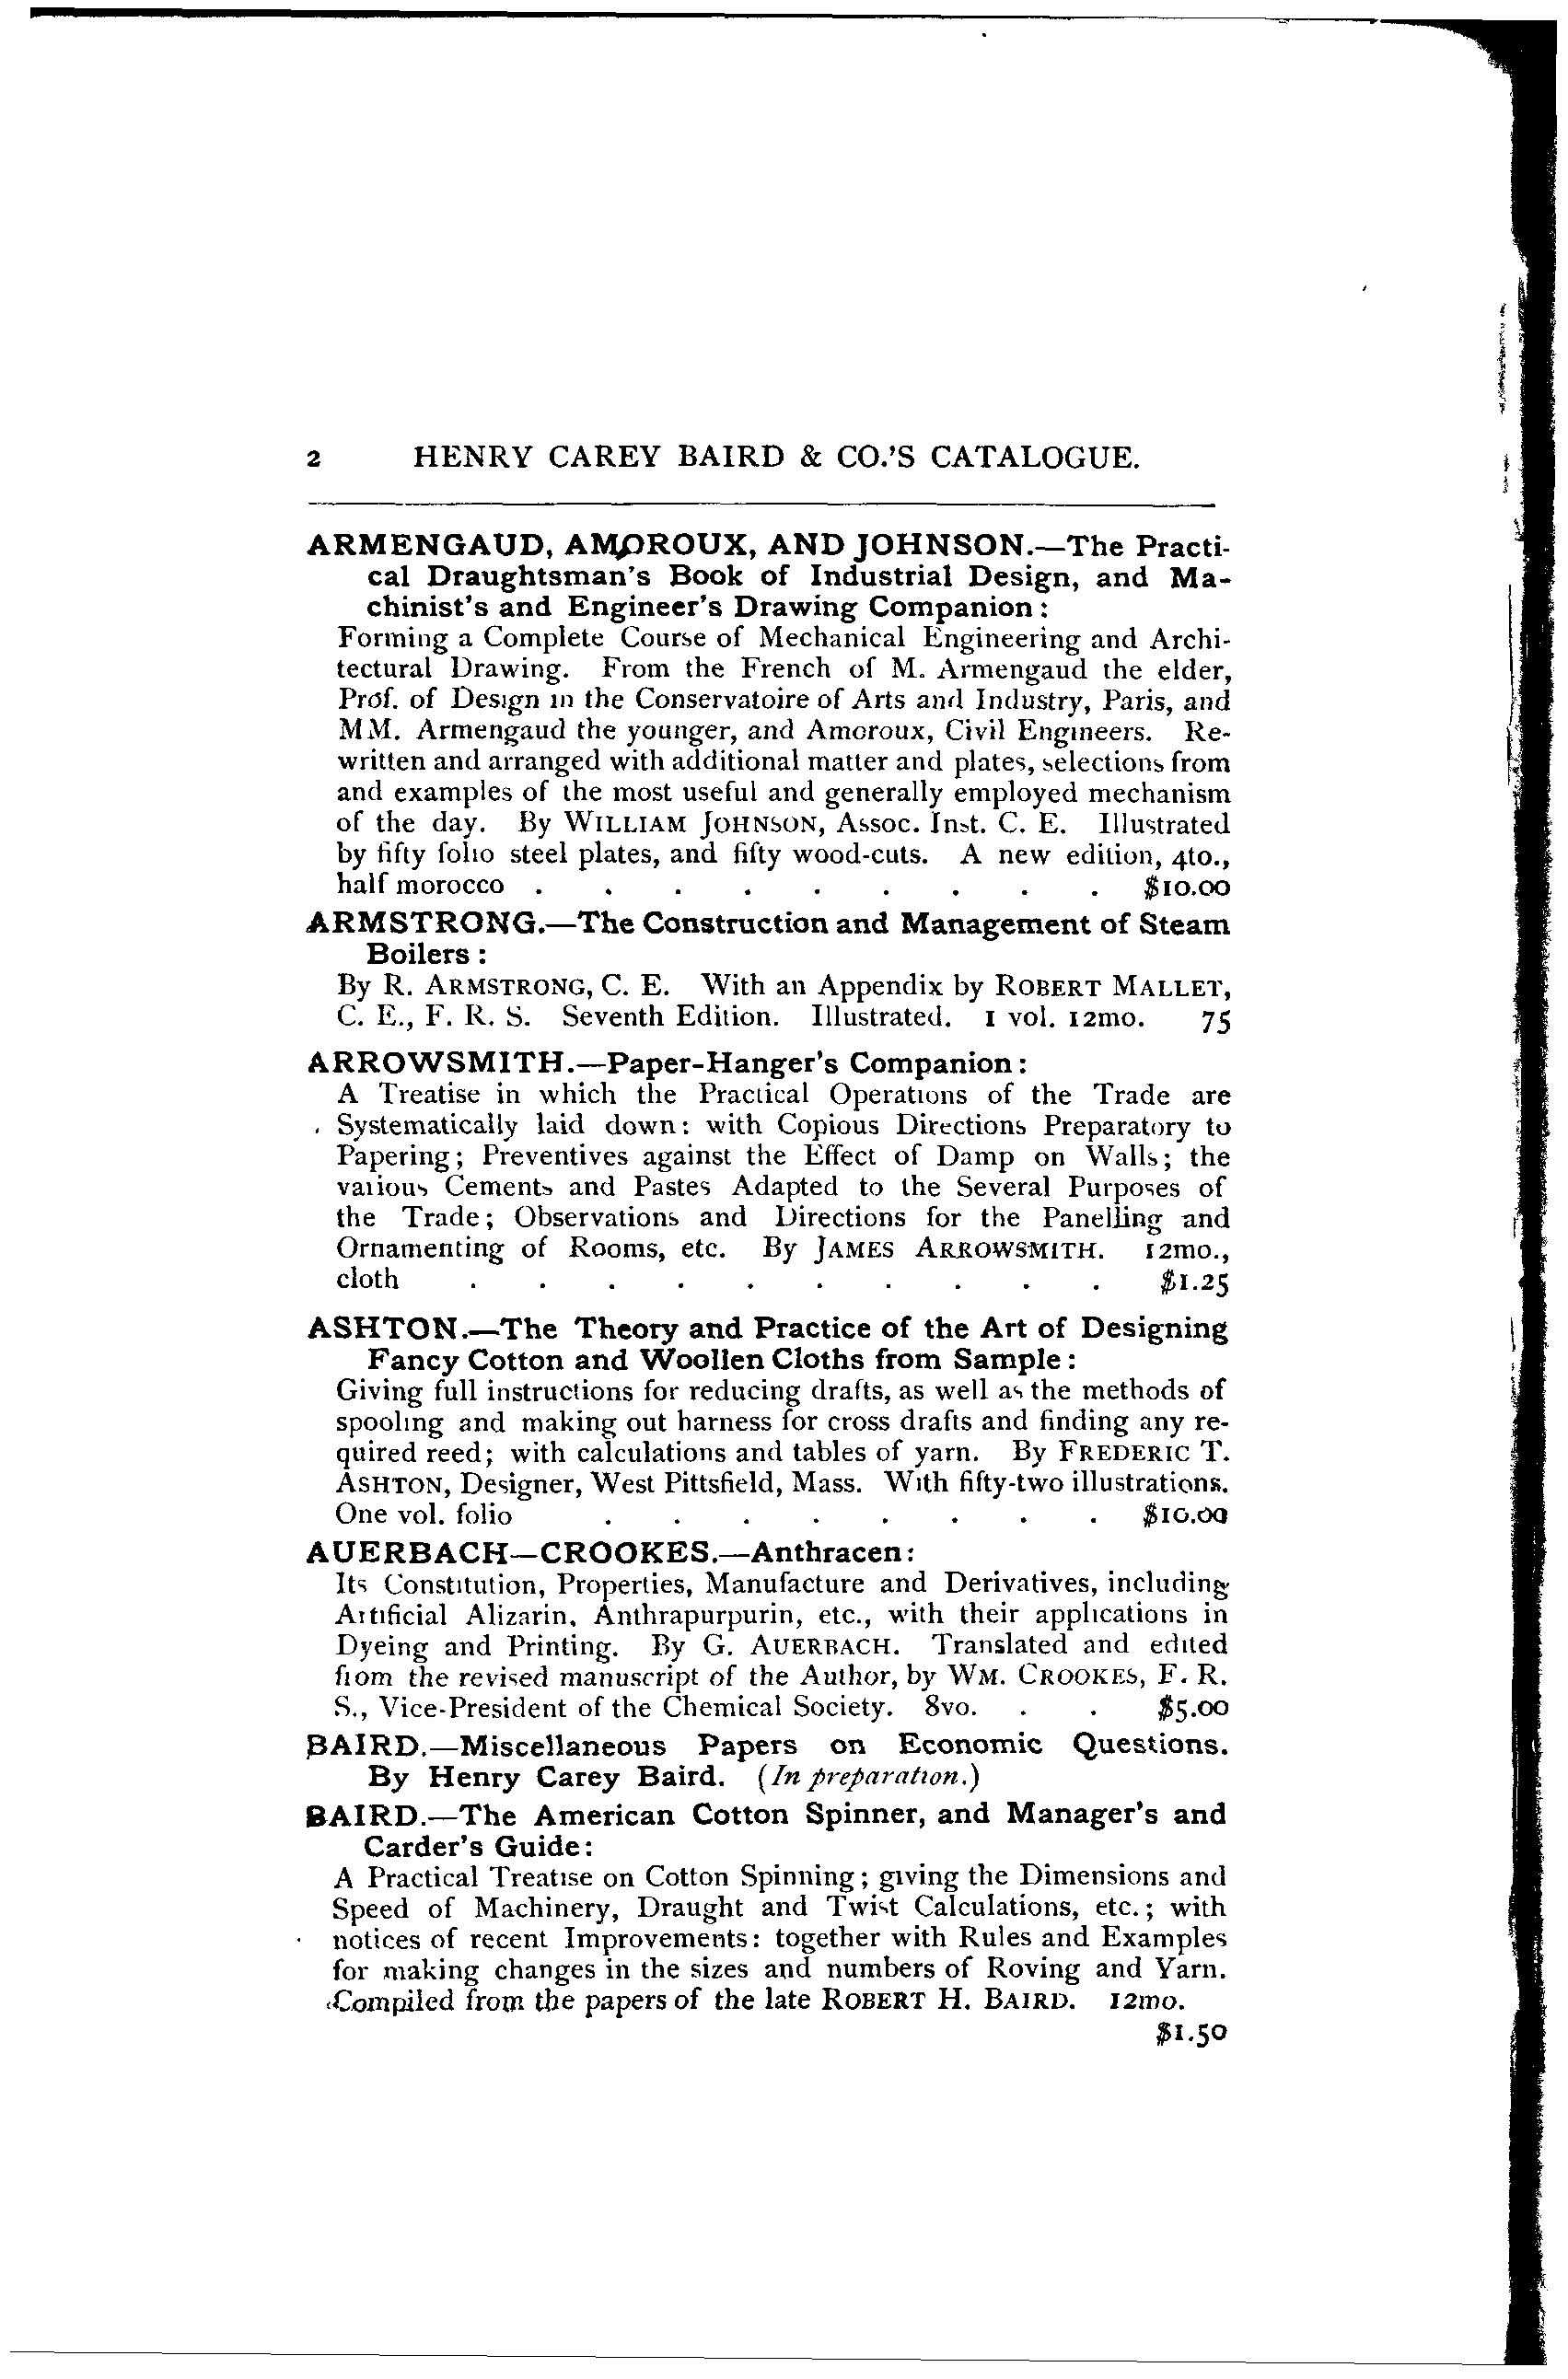 2 HENRY CAREY BAIRD & CO.'S CATALOGUE.
ARMENGAUD, AMOROUX, AND JOHNSON.—The Practi-
cal Draughtsman's Book of Industrial Design, and Ma-
chinist's and Engineer's Drawing Companion:
Forming a Complete Course of Mechanical Engineering and Archi-
tectural Drawing. From the French of M. Armengaud the elder,
Prof. of Design in the Conservatoire of Arts and Industry, Paris, and
MM. Armengaud the younger, and Amoroux, Civil Engineers. Re-
written and arranged with additional matter and plates, selections from
and examples of the most useful and generally employed mechanism
of the day. By WILLIAM JOHNSON, Assoc. Inst. C. E. Illustrated
by fifty folio steel plates, and fifty wood-cuts. A new edition, 4to.,
half morocco . . . . . . . . . $10.00
ARMSTRONG.—The Construction and Management of Steam
Boilers:
By R. ARMSTRONG, C. E. With an Appendix by ROBERT MALLET,
C. E., F. R. S. Seventh Edition. Illustrated. 1 vol. 12mo. 75
ARROWSMITH.—Paper-Hanger's Companion:
A Treatise in which the Practical Operations of the Trade are
Systematically laid down: with Copious Directions Preparatory to
Papering; Preventives against the Effect of Damp on Walls; the
various Cements and Pastes Adapted to the Several Purposes of
the Trade; Observations and Directions for the Panelling and
Ornamenting of Rooms, etc. By JAMES ARROWSMITH. 12mo.,
cloth . . . . . . . . . . $1.25
ASHTON.—The Theory and Practice of the Art of Designing
Fancy Cotton and Woollen Cloths from Sample:
Giving full instructions for reducing drafts, as well as the methods of
spooling and making out harness for cross drafts and finding any re-
quired reed; with calculations and tables of yarn. By FREDERIC T.
ASHTON, Designer, West Pittsfield, Mass. With fifty-two illustrations.
One vol. folio . . . . . . . . $10.00
AUERBACH—CROOKES.—Anthracen:
Its Constitution, Properties, Manufacture and Derivatives, including
Artificial Alizarin, Anthrapurpurin, etc., with their applications in
Dyeing and Printing. By G. AUERBACH. Translated and edited
from the revised manuscript of the Author, by WM. CROOKES, F. R.
S., Vice-President of the Chemical Society. 8vo. . . $5.00
BAIRD.—Miscellaneous Papers on Economic Questions.
By Henry Carey Baird. (In preparation.)
BAIRD.—The American Cotton Spinner, and Manager's and
Carder's Guide:
A Practical Treatise on Cotton Spinning; giving the Dimensions and
Speed of Machinery, Draught and Twist Calculations, etc.; with
notices of recent Improvements: together with Rules and Examples
for making changes in the sizes and numbers of Roving and Yarn.
Compiled from the papers of the late ROBERT H. BAIRD. 12mo.
$1.50